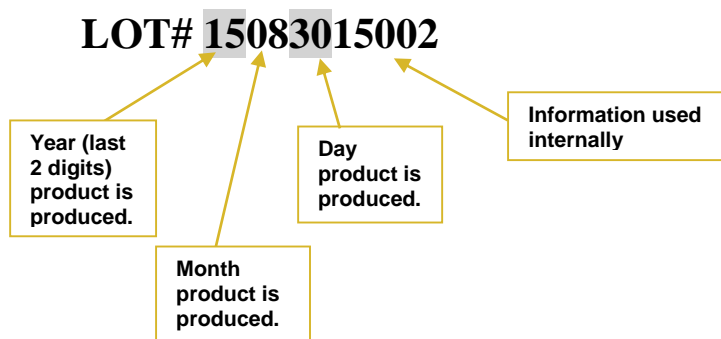 LOT# 15083015002
Year (last
2 digits)
product is
produced.
Month
product is
produced.
Day
product is
produced.
Information used
internally